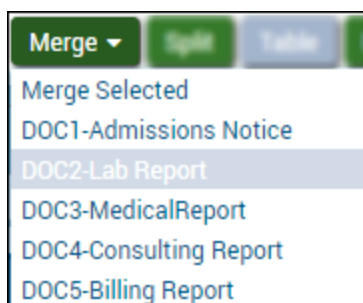 Merge
Split
Table
Merge Selected
DOC1-Admissions Notice
DOC2-Lab Report
DOC3-MedicalReport
DOC4-Consulting Report
DOC5-Billing Report